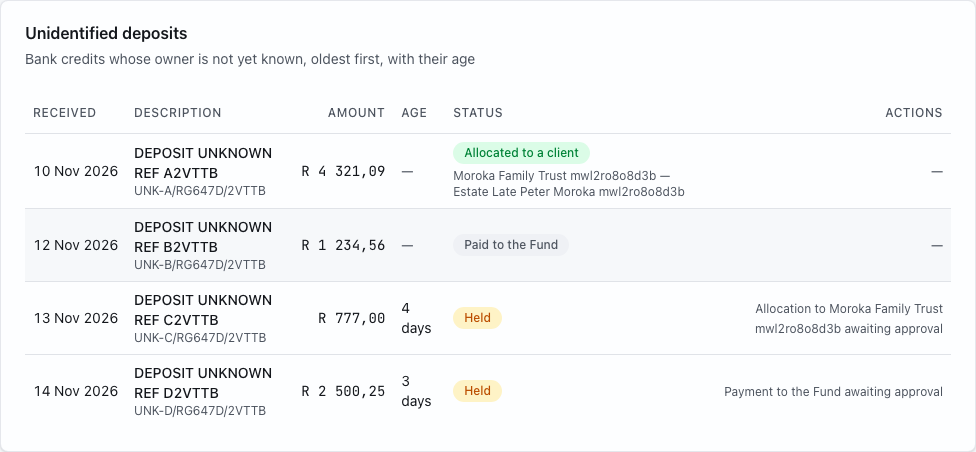 Unidentified deposits
Bank credits whose owner is not yet known, oldest first, with their age
RECEIVED DESCRIPTION AMOUNT AGE STATUS ACTIONS
10 Nov 2026 DEPOSIT UNKNOWN REF A2VTTB R 4 321,09 — Allocated to a client —
UNK-A/RG647D/2VTTB Moroka Family Trust mwl2ro8o8d3b —
Estate Late Peter Moroka mwl2ro8o8d3b
12 Nov 2026 DEPOSIT UNKNOWN REF B2VTTB R 1 234,56 — Paid to the Fund —
UNK-B/RG647D/2VTTB
13 Nov 2026 DEPOSIT UNKNOWN REF C2VTTB R 777,00 4 days Held Allocation to Moroka Family Trust
UNK-C/RG647D/2VTTB mwl2ro8o8d3b awaiting approval
14 Nov 2026 DEPOSIT UNKNOWN REF D2VTTB R 2 500,25 3 days Held Payment to the Fund awaiting approval
UNK-D/RG647D/2VTTB